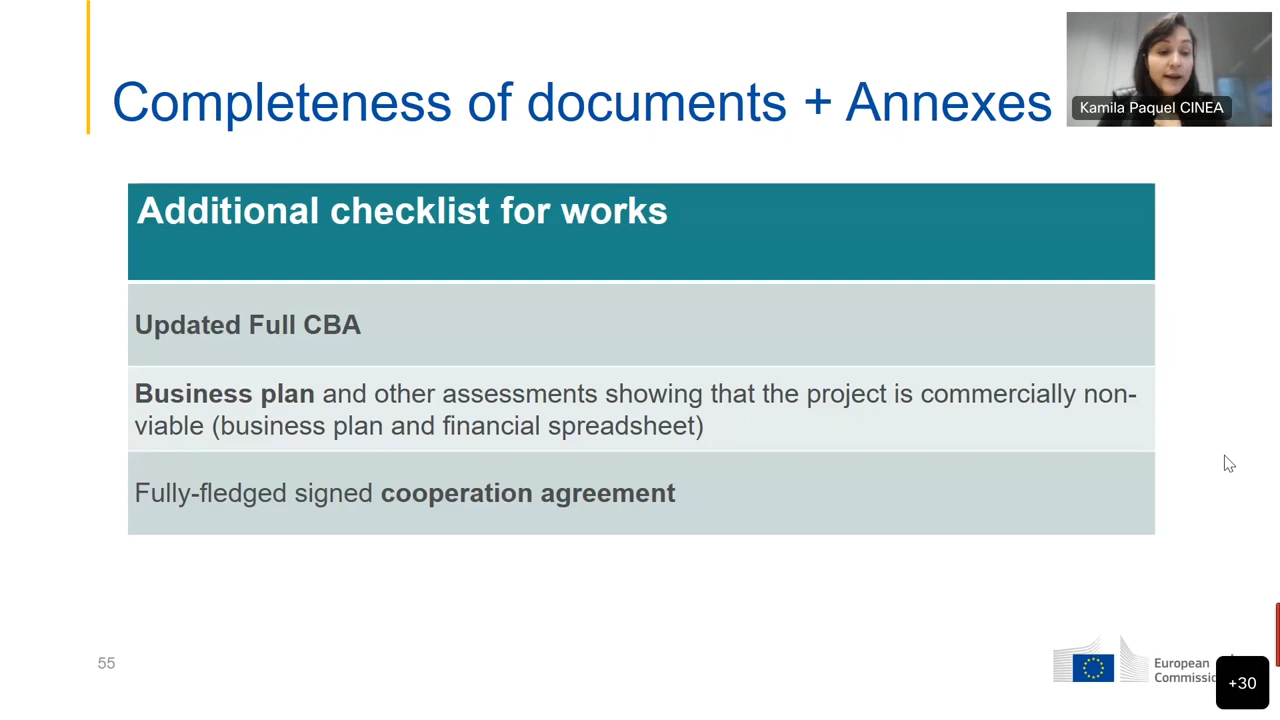 Completeness of documents + Annexes
Kamila Paquel CINEA
Additional checklist for works
Updated Full CBA
Business plan and other assessments showing that the project is commercially non-
viable (business plan and financial spreadsheet)
Fully-fledged signed cooperation agreement
55
European
+30